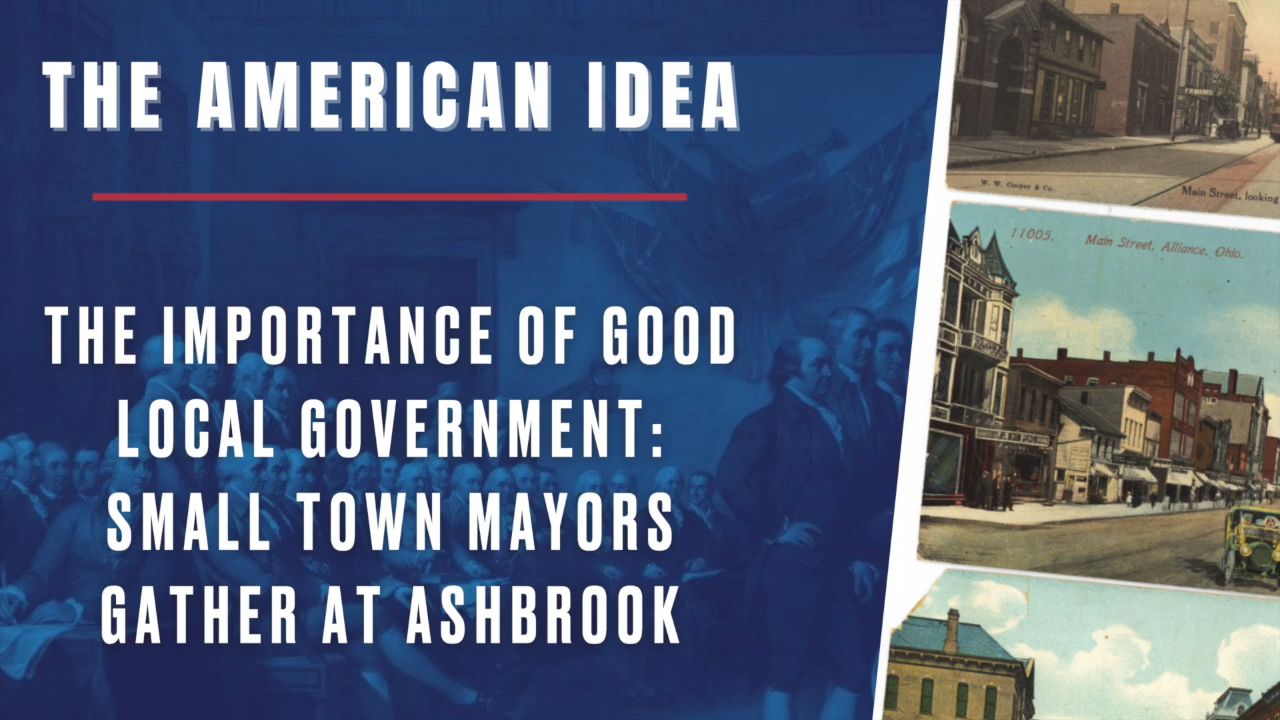 THE AMERICAN IDEA
THE IMPORTANCE OF GOOD
LOCAL GOVERNMENT:
SMALL TOWN MAYORS
GATHER AT ASHBROOK
W. W. Cooper & Co.
Main Street, looking
11005.
Main Street, Alliance, Ohio.